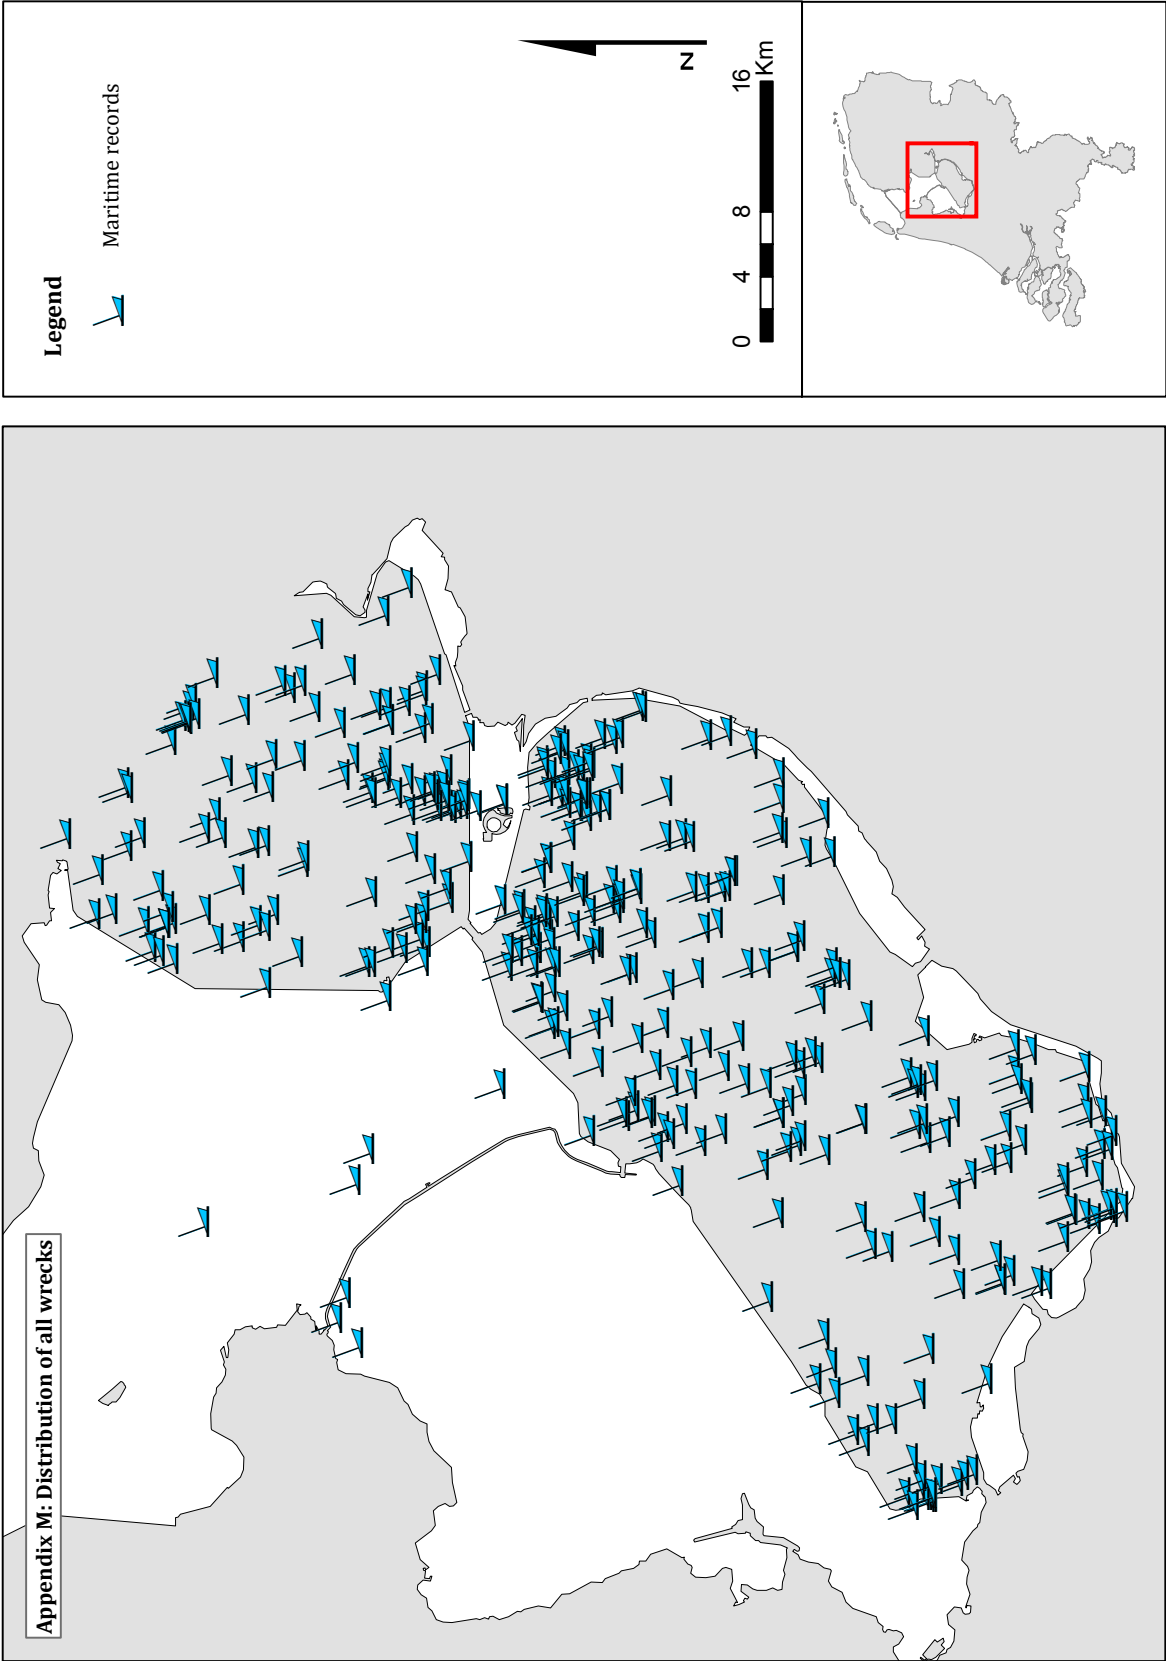 Appendix M: Distribution of all wrecks
Legend
Maritime records
N
0 4 8 16
Km